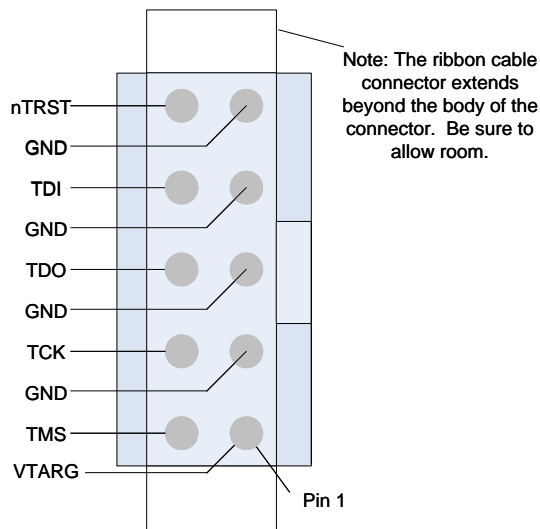 Note: The ribbon cable
connector extends
beyond the body of the
connector. Be sure to
allow room.
nTRST
GND
TDI
GND
TDO
GND
TCK
GND
TMS
VTARG
Pin 1